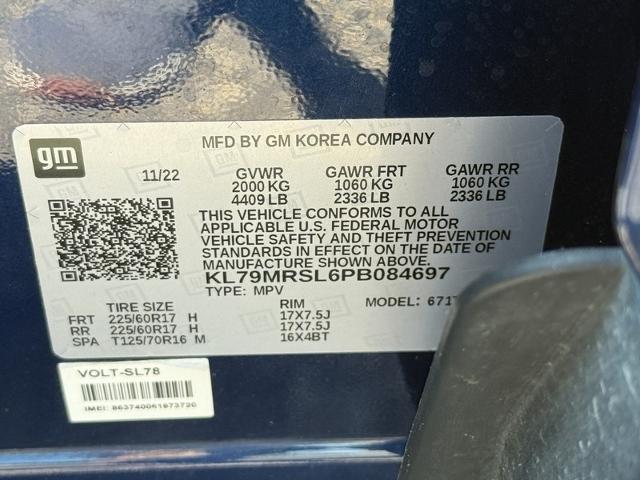 gm
MFD BY GM KOREA COMPANY
11/22 GVWR GAWR FRT GAWR RR
2000 KG 1060 KG 1060 KG
4409 LB 2336 LB 2336 LB
THIS VEHICLE CONFORMS TO ALL
APPLICABLE U.S. FEDERAL MOTOR
VEHICLE SAFETY AND THEFT PREVENTION
STANDARDS IN EFFECT ON THE DATE OF
MANUFACTURE SHOWN ABOVE.
KL79MRSL6PB084697
TYPE: MPV
TIRE SIZE RIM MODEL:
FRT 225/60R17 H 17X7.5J
RR 225/60R17 H 17X7.5J
SPA T125/70R16 M 16X4BT
VOLT-SL78
IMEI: 863740061973720